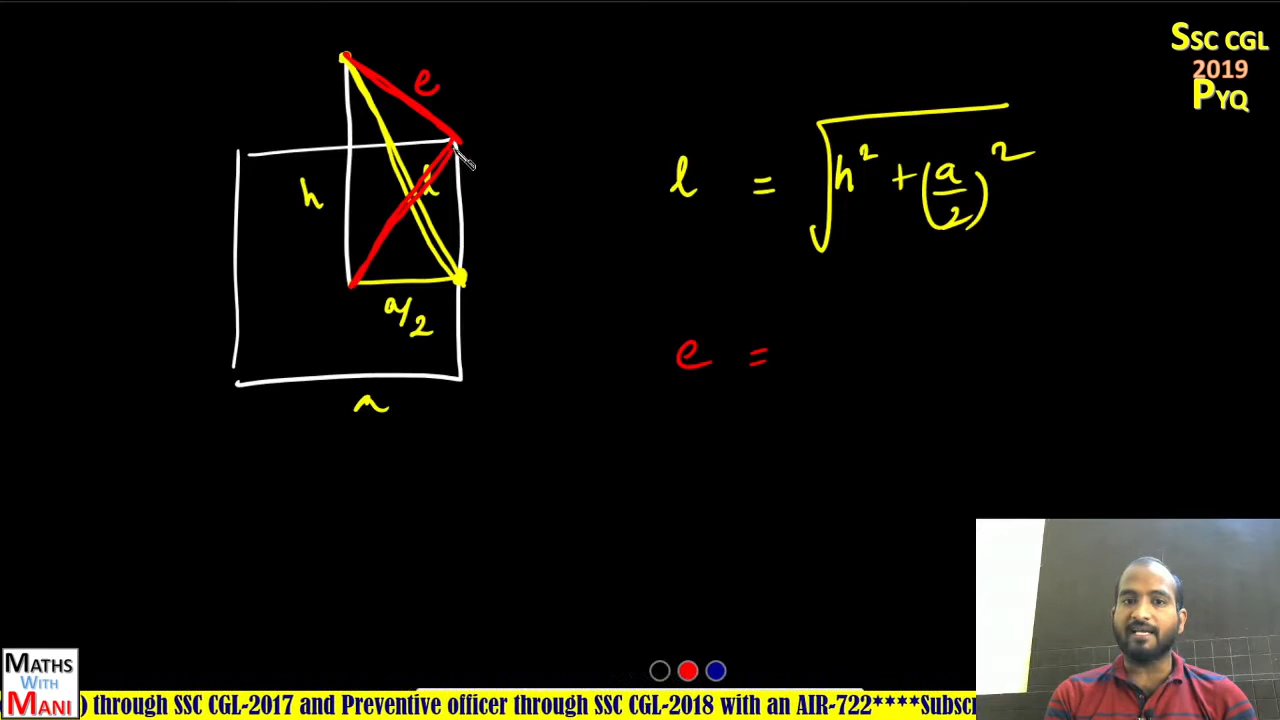 SSC CGL
2019
PYQ
e
h
l
a/2
a
l = √h² + (a/2)²
e =
MATHS
WITH
MANI
) through SSC CGL-2017 and Preventive officer through SSC CGL-2018 with an AIR-722****Subscr